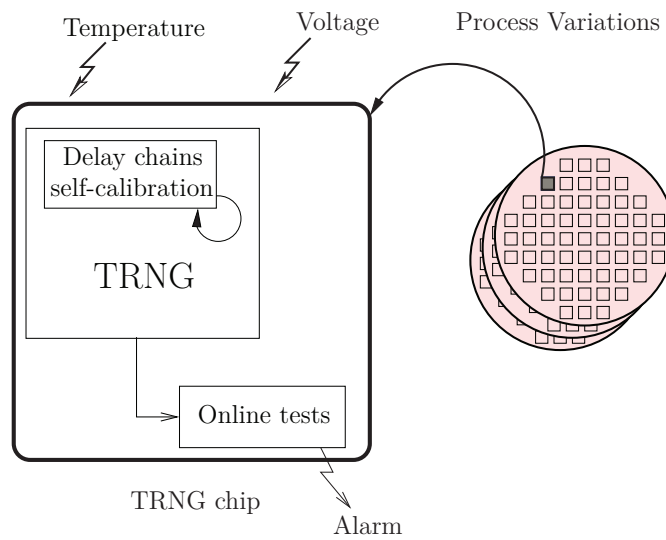 Temperature
Voltage
Process Variations
Delay chains
self-calibration
TRNG
Online tests
TRNG chip
Alarm